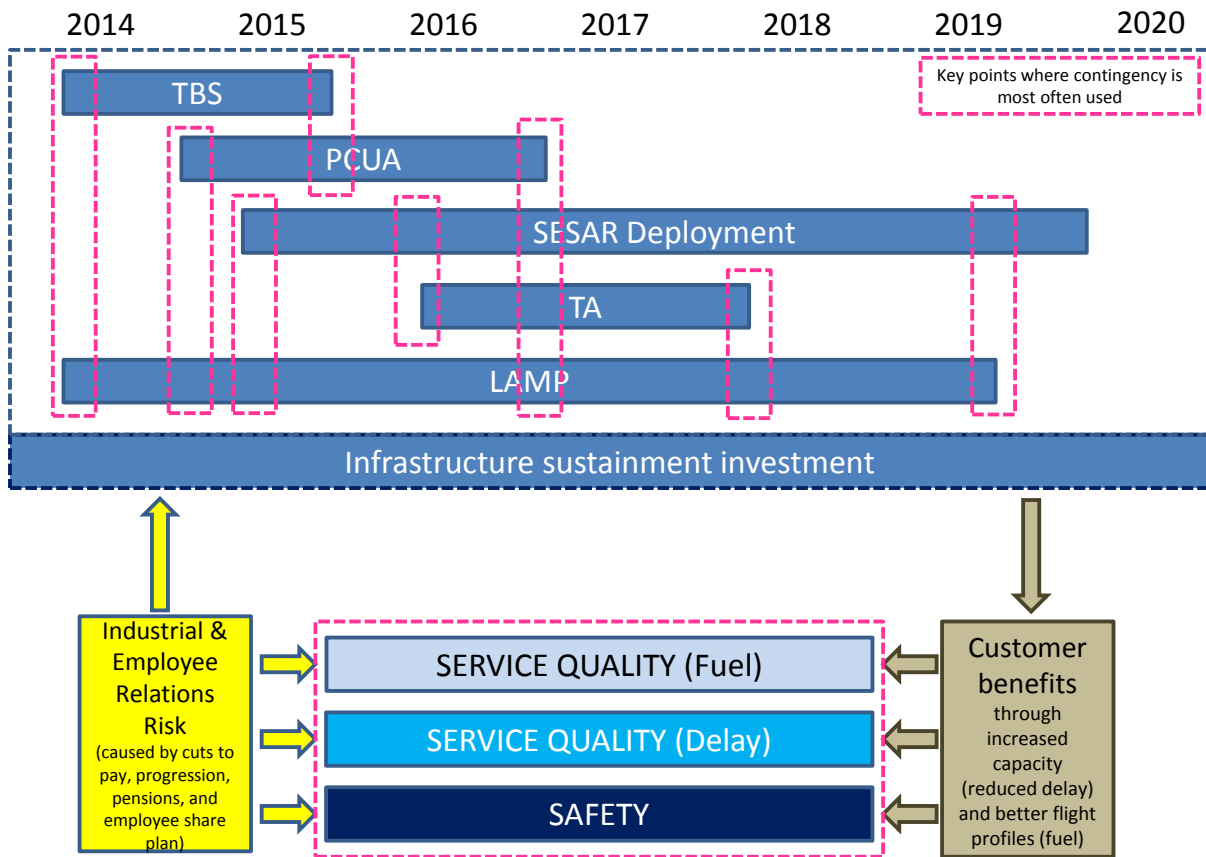 2014 2015 2016 2017 2018 2019 2020
Key points where contingency is
most often used
TBS
PCUA
SESAR Deployment
TA
LAMP
Infrastructure sustainment investment
Industrial &
Employee
Relations
Risk
(caused by cuts to
pay, progression,
pensions, and
employee share
plan)
SERVICE QUALITY (Fuel)
SERVICE QUALITY (Delay)
SAFETY
Customer
benefits
through
increased
capacity
(reduced delay)
and better flight
profiles (fuel)